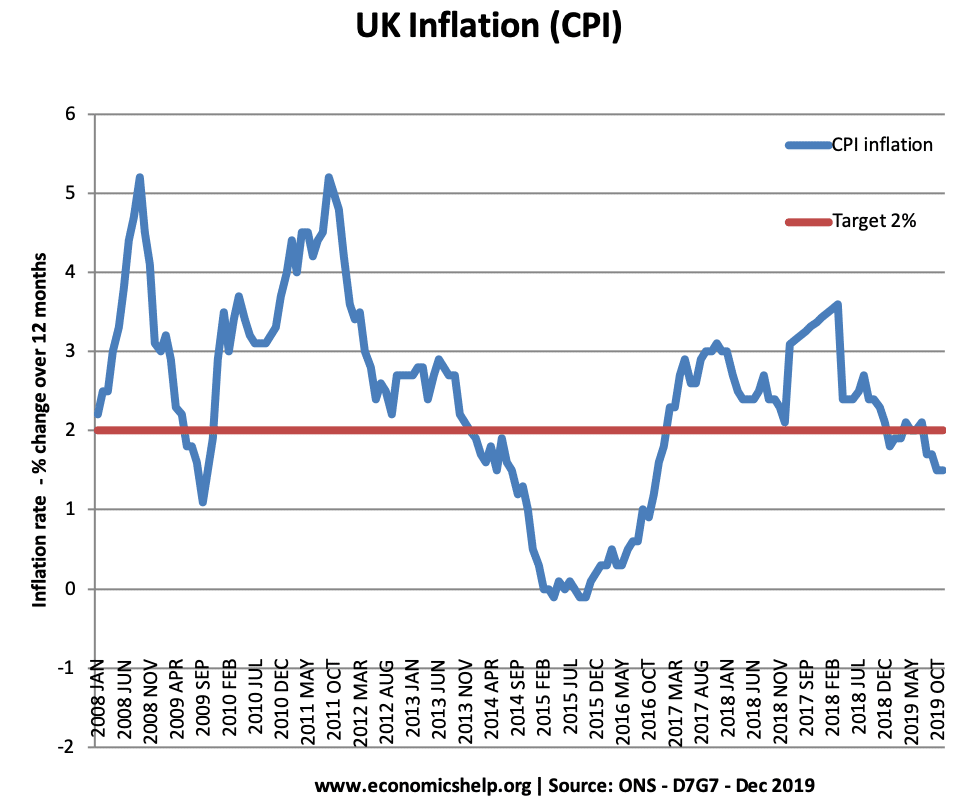 UK Inflation (CPI)
6
5
4
3
2
1
0
-1
-2
Inflation rate - % change over 12 months
CPI inflation
Target 2%
2008 JAN
2008 JUN
2008 NOV
2009 APR
2009 SEP
2010 FEB
2010 JUL
2010 DEC
2011 MAY
2011 OCT
2012 MAR
2012 AUG
2013 JAN
2013 JUN
2013 NOV
2014 APR
2014 SEP
2015 FEB
2015 JUL
2015 DEC
2016 MAY
2016 OCT
2017 MAR
2017 AUG
2018 JAN
2018 JUN
2018 NOV
2017 SEP
2018 FEB
2018 JUL
2018 DEC
2019 MAY
2019 OCT
www.economicshelp.org | Source: ONS - D7G7 - Dec 2019